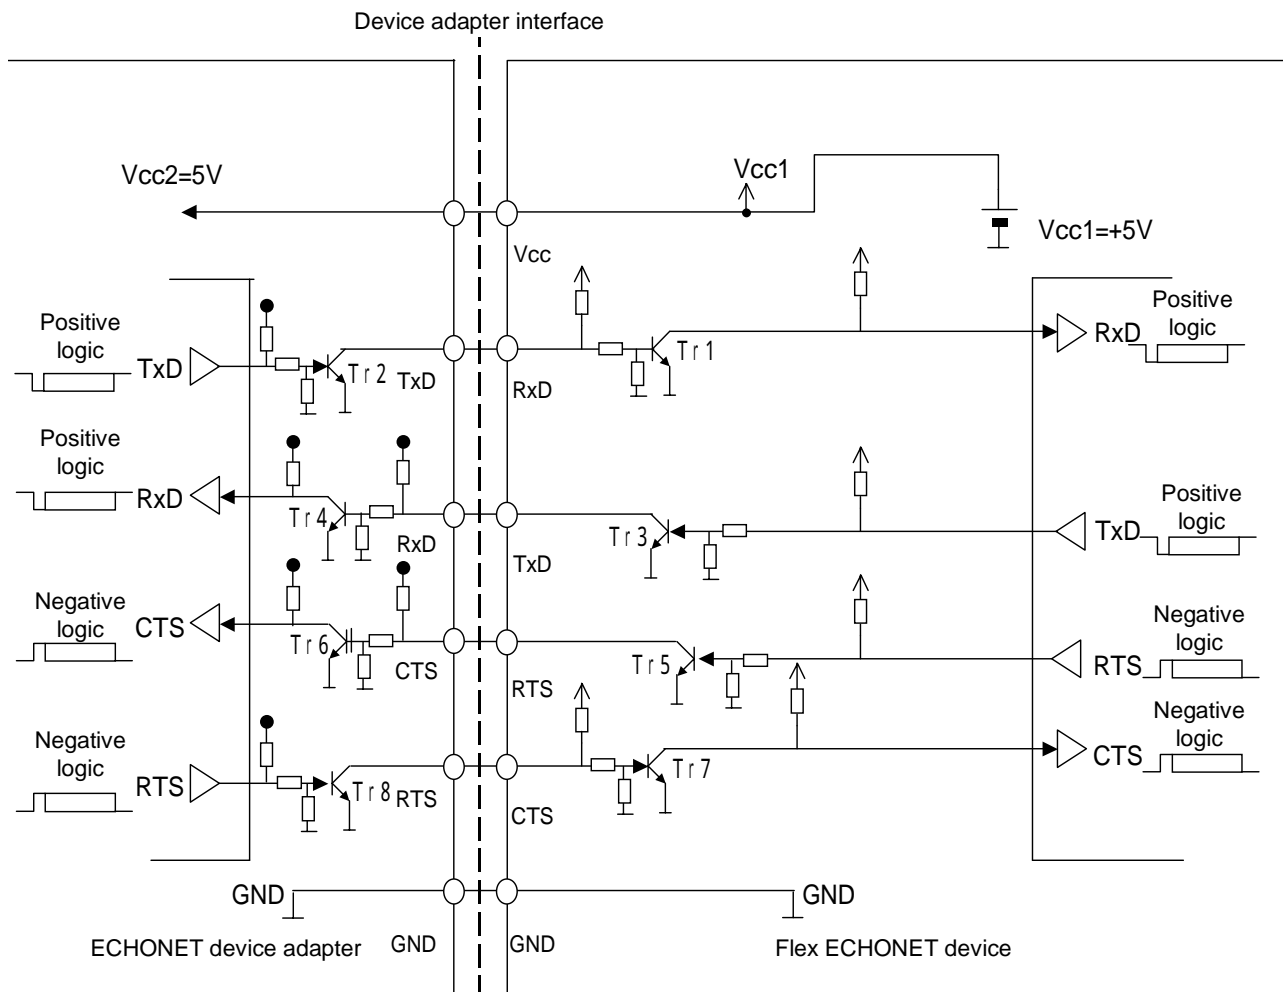 Device adapter interface
Vcc2=5V
Vcc1
Vcc1=+5V
Vcc
Positive
logic
TxD
Tr2
TxD
RxD
Tr1
RxD
Positive
logic
Positive
logic
RxD
Tr4
RxD
TxD
Tr3
TxD
Positive
logic
Negative
logic
CTS
Tr6
CTS
RTS
Tr5
RTS
Negative
logic
Negative
logic
RTS
Tr8
RTS
CTS
Tr7
CTS
Negative
logic
GND
GND
GND
GND
ECHONET device adapter
Flex ECHONET device